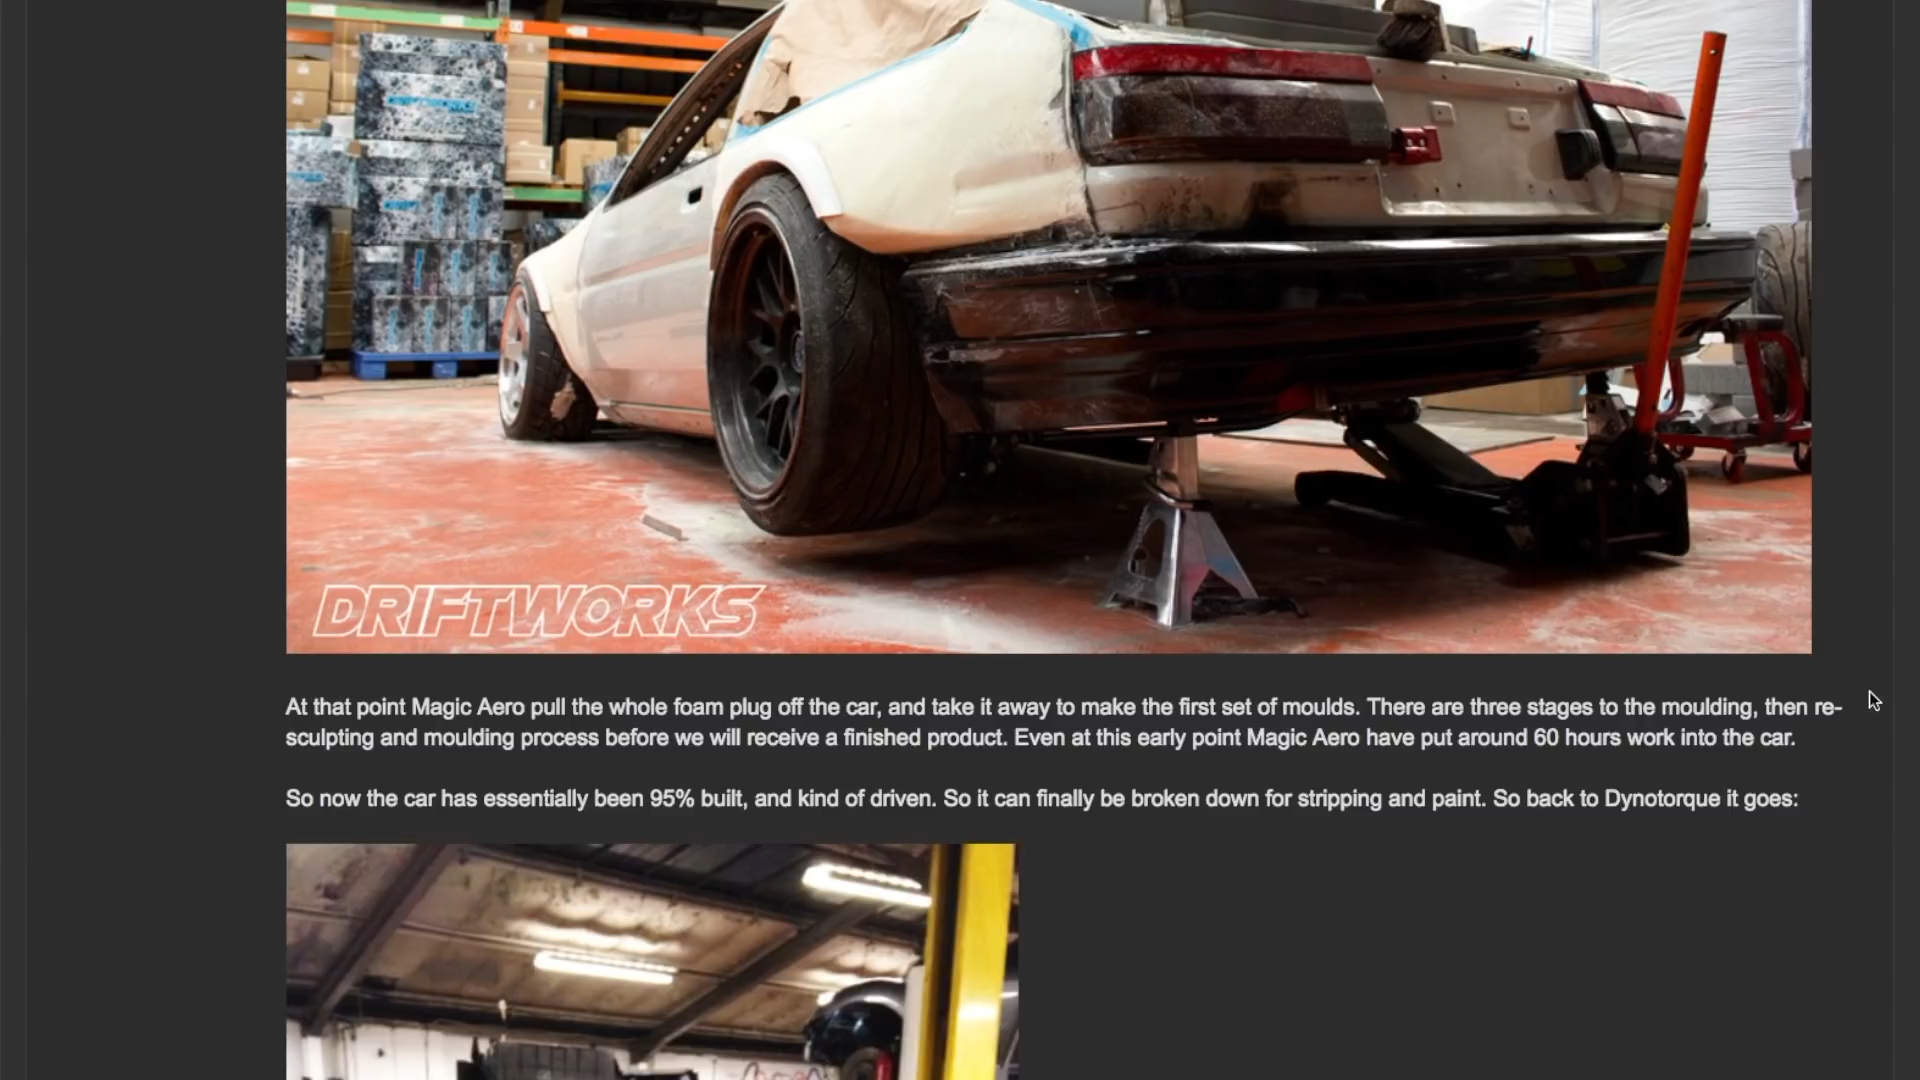 DRIFTWORKS
DRIFTWORKS
At that point Magic Aero pull the whole foam plug off the car, and take it away to make the first set of moulds. There are three stages to the moulding, then re-
sculpting and moulding process before we will receive a finished product. Even at this early point Magic Aero have put around 60 hours work into the car.
So now the car has essentially been 95% built, and kind of driven. So it can finally be broken down for stripping and paint. So back to Dynotorque it goes: